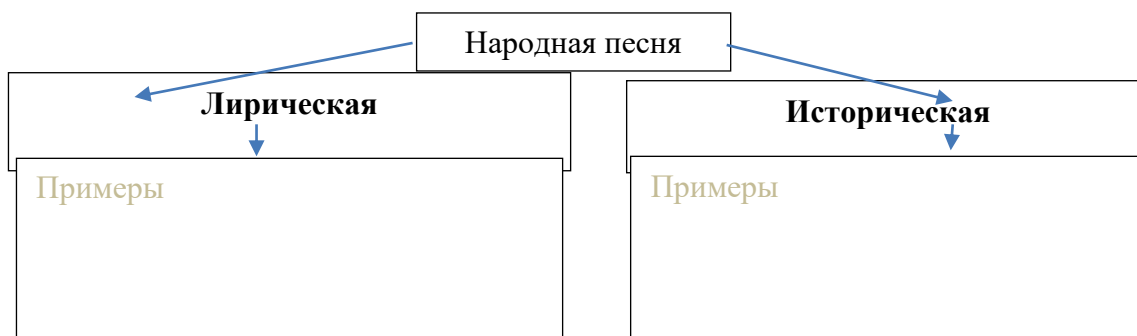 Народная песня
Лирическая
Историческая
Примеры
Примеры